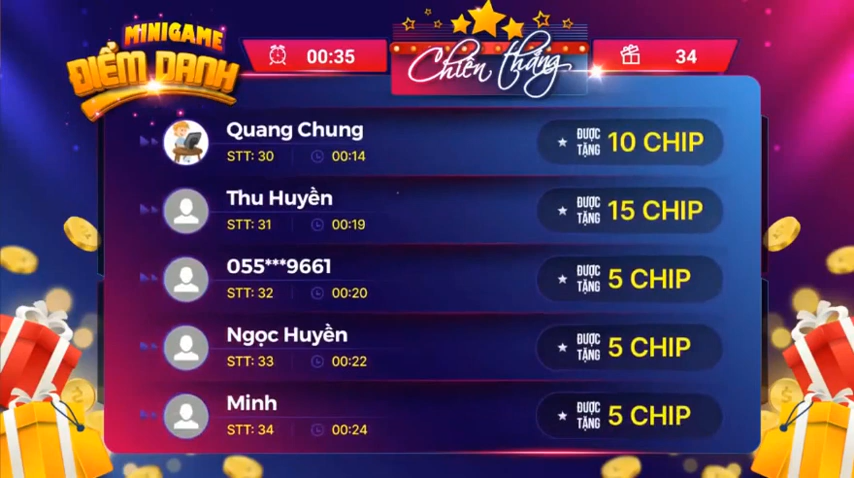 MINIGAME
ĐIỂM DANH
00:35
Chiến thắng
34
Quang Chung
STT: 30
00:14
ĐƯỢC TẶNG 10 CHIP
Thu Huyền
STT: 31
00:19
ĐƯỢC TẶNG 15 CHIP
055***9661
STT: 32
00:20
ĐƯỢC TẶNG 5 CHIP
Ngọc Huyền
STT: 33
00:22
ĐƯỢC TẶNG 5 CHIP
Minh
STT: 34
00:24
ĐƯỢC TẶNG 5 CHIP